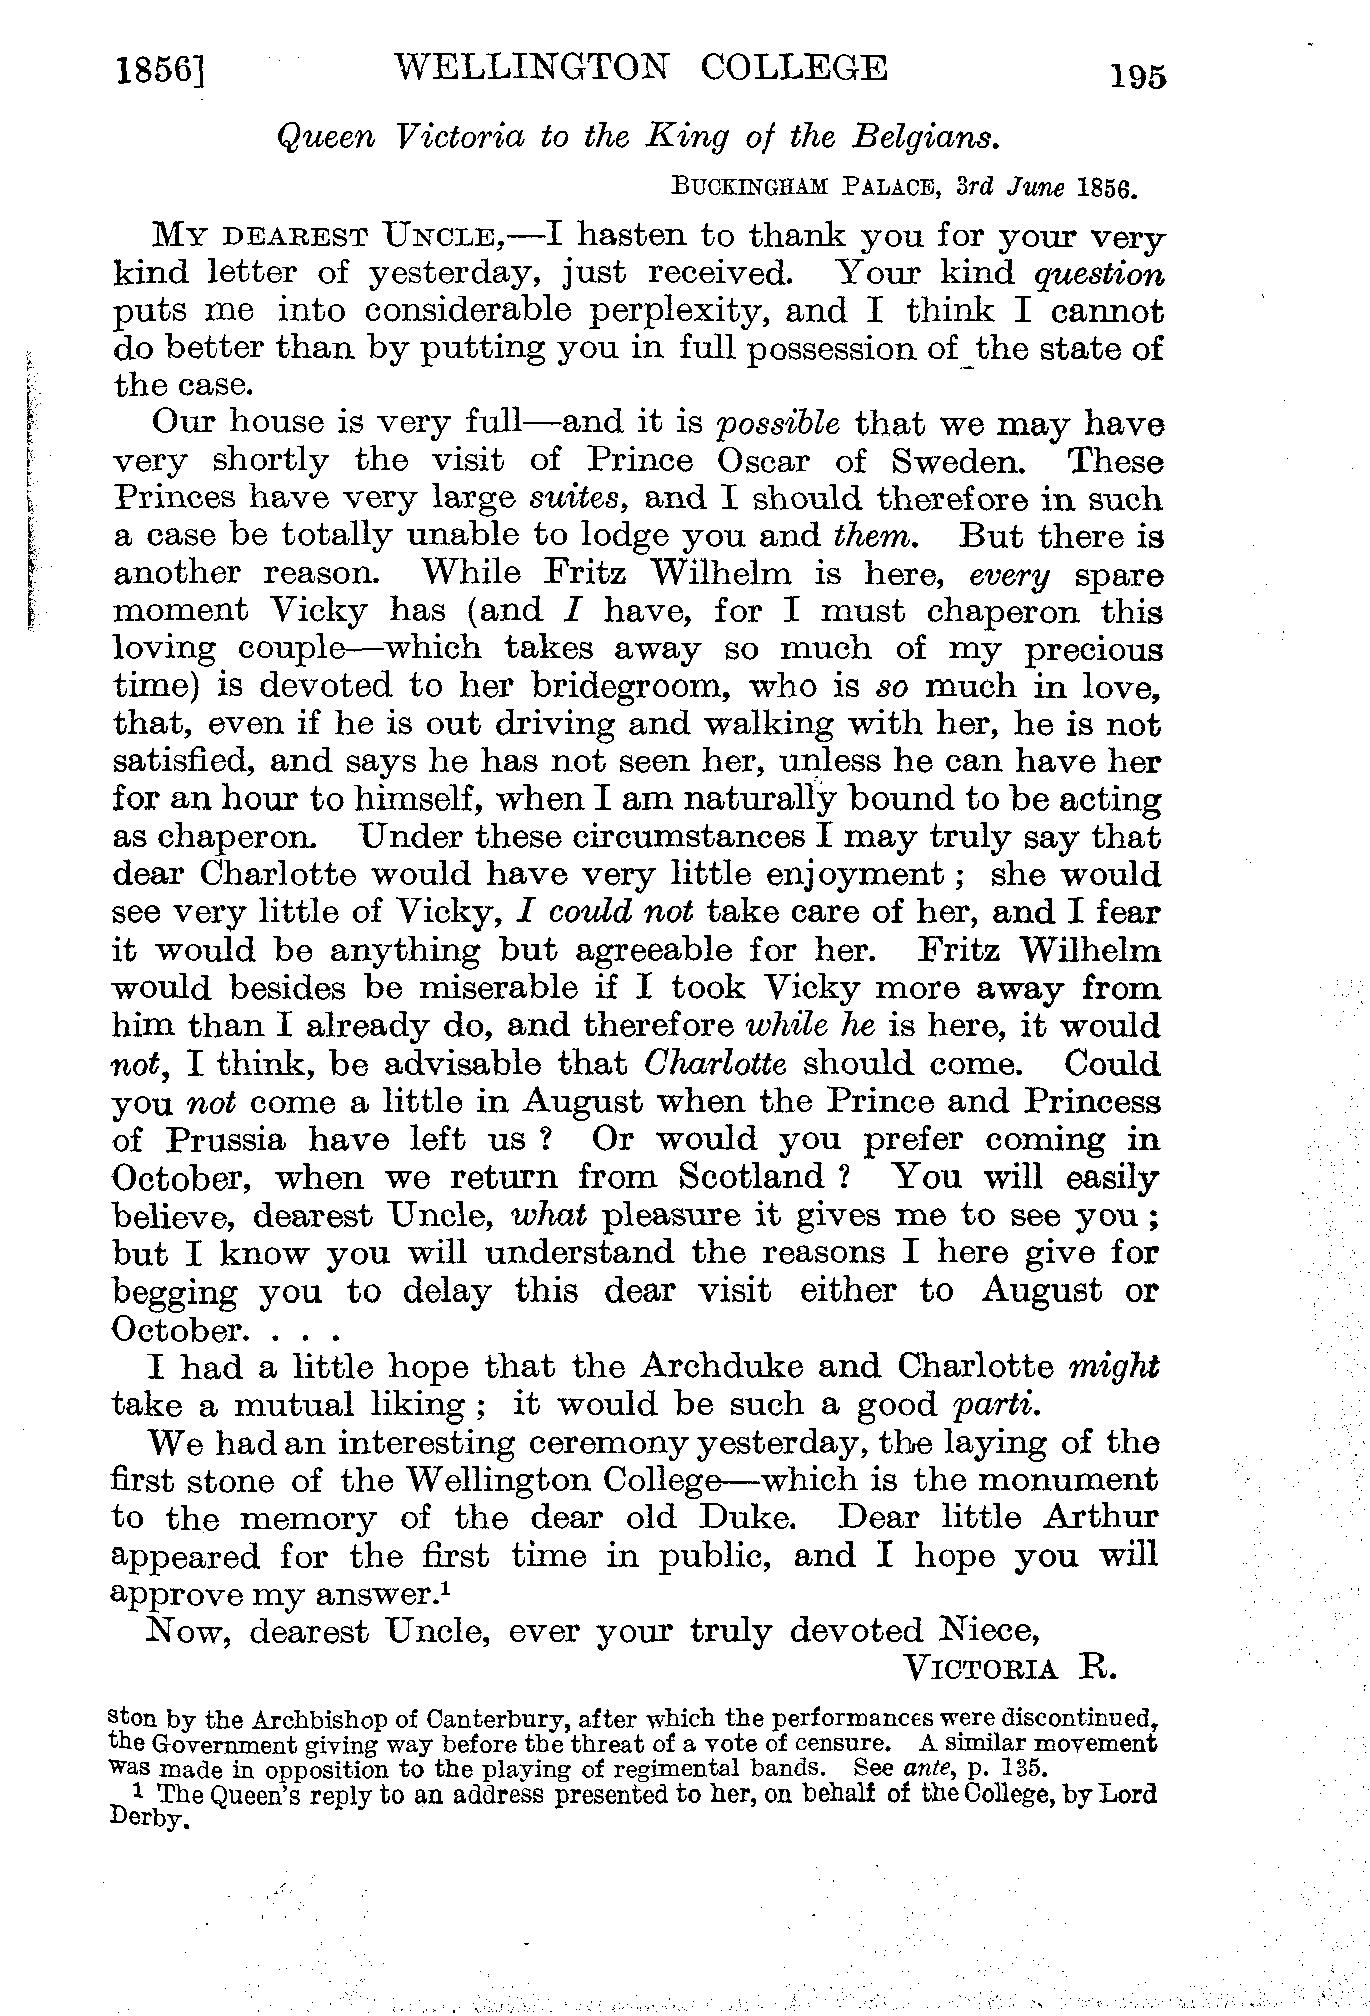 1856] WELLINGTON COLLEGE 195
Queen Victoria to the King of the Belgians.
BUCKINGHAM PALACE, 3rd June 1856.
MY DEAREST UNCLE,—I hasten to thank you for your very
kind letter of yesterday, just received. Your kind question
puts me into considerable perplexity, and I think I cannot
do better than by putting you in full possession of the state of
the case.
Our house is very full—and it is possible that we may have
very shortly the visit of Prince Oscar of Sweden. These
Princes have very large suites, and I should therefore in such
a case be totally unable to lodge you and them. But there is
another reason. While Fritz Wilhelm is here, every spare
moment Vicky has (and I have, for I must chaperon this
loving couple—which takes away so much of my precious
time) is devoted to her bridegroom, who is so much in love,
that, even if he is out driving and walking with her, he is not
satisfied, and says he has not seen her, unless he can have her
for an hour to himself, when I am naturally bound to be acting
as chaperon. Under these circumstances I may truly say that
dear Charlotte would have very little enjoyment ; she would
see very little of Vicky, I could not take care of her, and I fear
it would be anything but agreeable for her. Fritz Wilhelm
would besides be miserable if I took Vicky more away from
him than I already do, and therefore while he is here, it would
not, I think, be advisable that Charlotte should come. Could
you not come a little in August when the Prince and Princess
of Prussia have left us ? Or would you prefer coming in
October, when we return from Scotland ? You will easily
believe, dearest Uncle, what pleasure it gives me to see you ;
but I know you will understand the reasons I here give for
begging you to delay this dear visit either to August or
October. . . .
I had a little hope that the Archduke and Charlotte might
take a mutual liking ; it would be such a good parti.
We had an interesting ceremony yesterday, the laying of the
first stone of the Wellington College—which is the monument
to the memory of the dear old Duke. Dear little Arthur
appeared for the first time in public, and I hope you will
approve my answer.¹
Now, dearest Uncle, ever your truly devoted Niece,
VICTORIA R.
ston by the Archbishop of Canterbury, after which the performances were discontinued,
the Government giving way before the threat of a vote of censure. A similar movement
was made in opposition to the playing of regimental bands. See ante, p. 135.
¹ The Queen's reply to an address presented to her, on behalf of the College, by Lord
Derby.